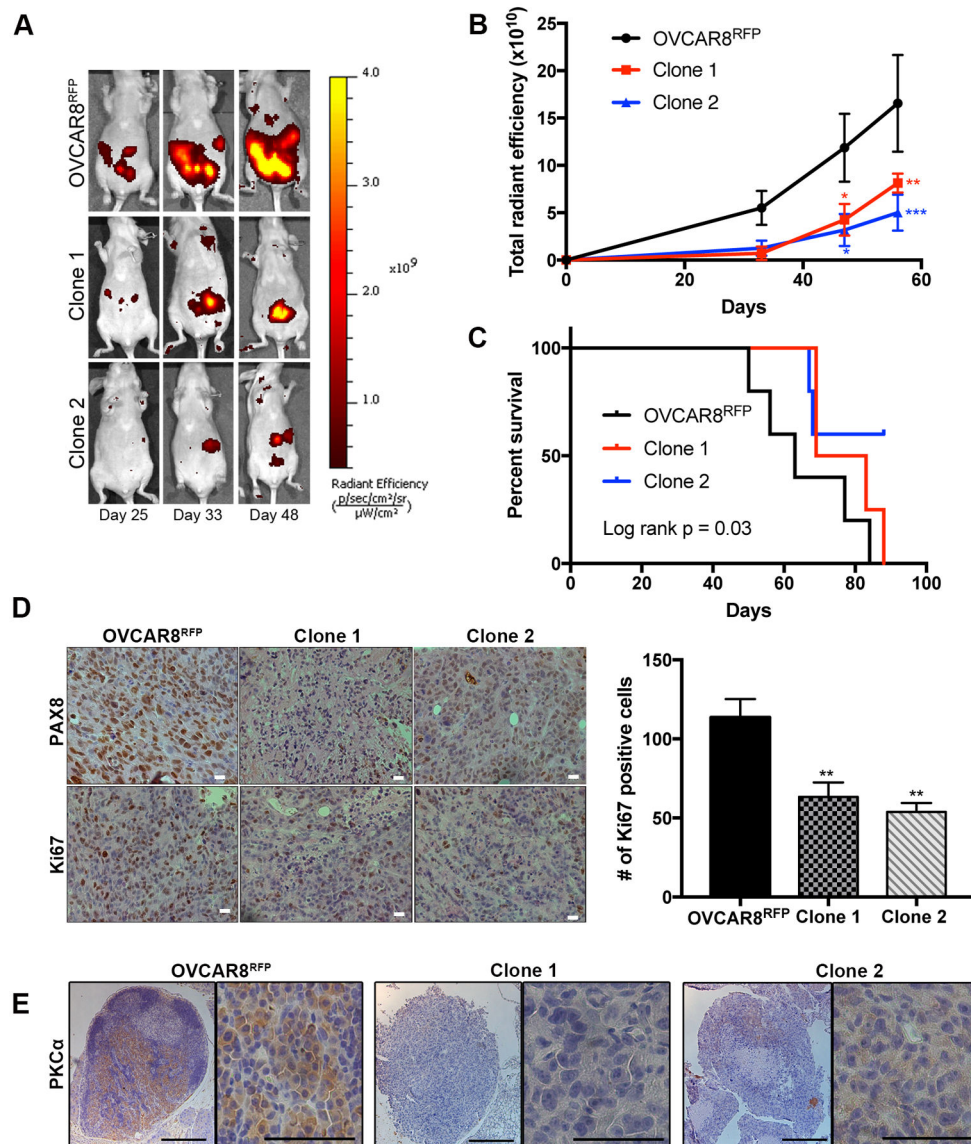 A
OVCAR8RFP
Clone 1
Clone 2
Day 25
Day 33
Day 48
4.0
3.0
x10^9
2.0
1.0
Radiant Efficiency
(p/sec/cm²/sr
µW/cm²)
B
Total radiant efficiency (x10^10)
25
20
15
10
5
0
0 20 40 60
Days
OVCAR8RFP
Clone 1
Clone 2
*
**
***
*
C
Percent survival
100
50
0
0 20 40 60 80 100
Days
OVCAR8RFP
Clone 1
Clone 2
Log rank p = 0.03
D
OVCAR8RFP
Clone 1
Clone 2
PAX8
Ki67
# of Ki67 positive cells
150
100
50
0
**
**
OVCAR8RFP Clone 1 Clone 2
E
OVCAR8RFP
Clone 1
Clone 2
PKCα